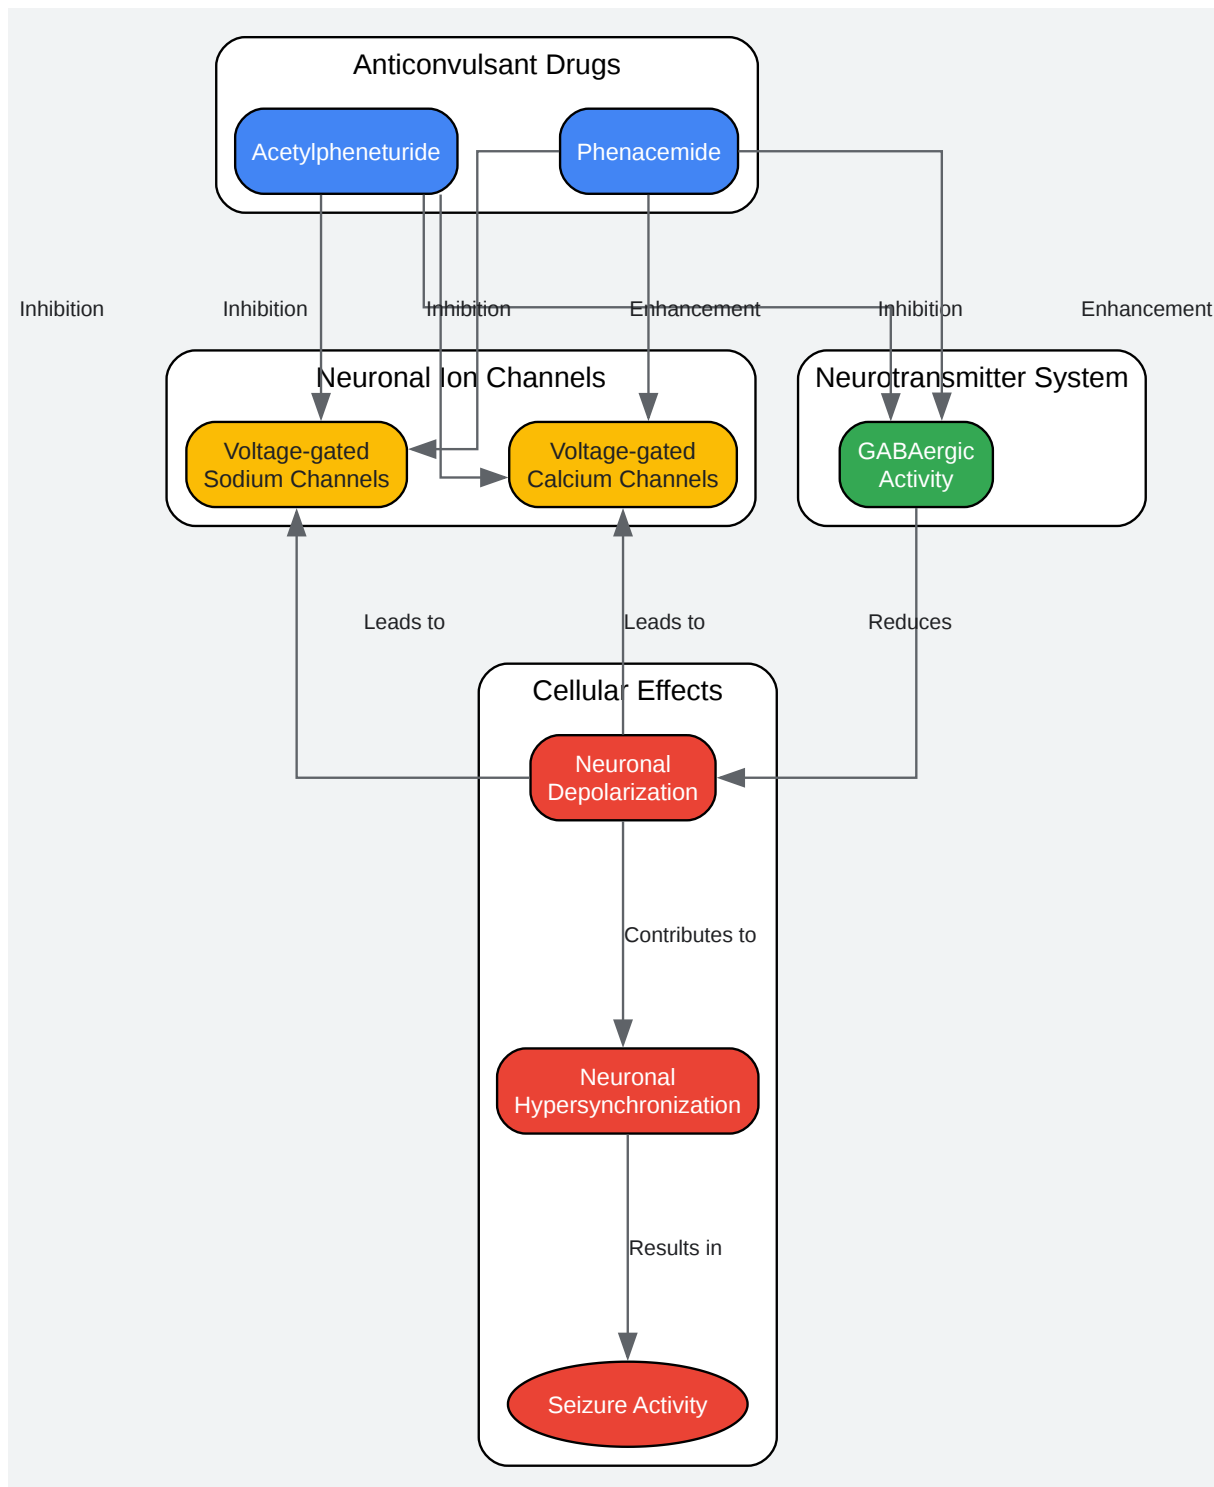 Anticonvulsant Drugs
Acetylpheneturide
Phenacemide
Inhibition
Inhibition
Inhibition
Enhancement
Inhibition
Enhancement
Neuronal Ion Channels
Neurotransmitter System
Voltage-gated
Sodium Channels
Voltage-gated
Calcium Channels
GABAergic
Activity
Leads to
Leads to
Reduces
Cellular Effects
Neuronal
Depolarization
Contributes to
Neuronal
Hypersynchronization
Results in
Seizure Activity